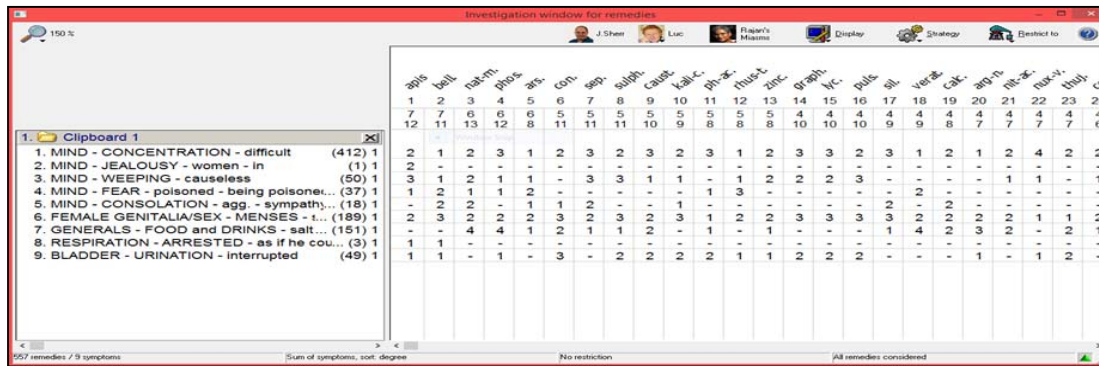 Investigation window for remedies
150 % J.Sherr Luc Rajan's Miasms Display Strategy Restrict to
apis bell. nat-m. phos. ars. con. sep. sulph. caust. kali-c. ph-ac. rhus-t. zinc. graph. lyc. puls. sil. verat. calc. arg-n. nit-ac. nux-v. thuj.
1 2 3 4 5 6 7 8 9 10 11 12 13 14 15 16 17 18 19 20 21 22 23
7 7 6 6 6 5 5 5 5 5 5 5 5 4 4 4 4 4 4 4 4 4 4
12 11 13 12 8 11 11 11 10 9 8 8 8 10 10 10 9 9 8 7 7 7 7
1. Clipboard 1
1. MIND - CONCENTRATION - difficult (412) 1 2 1 2 3 1 2 3 2 3 2 3 1 2 3 3 2 3 1 2 1 2 4 2 2
2. MIND - JEALOUSY - women - in (1) 1 2 - - - - - - - - - - - - - - - - - - - - - - -
3. MIND - WEEPING - causeless (50) 1 3 1 2 1 1 - 3 3 1 1 - 1 2 2 2 3 - - - - 1 1 - 1
4. MIND - FEAR - poisoned - being poisone... (37) 1 1 2 1 1 2 - - - - - 1 3 - - - - - 2 - - - - - -
5. MIND - CONSOLATION - agg. - sympath... (18) 1 - 2 2 - 1 1 2 - - 1 - - - - - - 2 - 2 - - - - -
6. FEMALE GENITALIA/SEX - MENSES - t... (189) 1 2 3 2 2 2 3 2 3 2 3 1 2 2 3 3 3 3 2 2 2 2 1 1 2
7. GENERALS - FOOD and DRINKS - salt... (151) 1 - - 4 4 1 2 1 1 2 - 1 - 1 - - - 1 4 2 3 2 - 2 1
8. RESPIRATION - ARRESTED - as if he cou... (3) 1 1 1 - - - - - - - - - - - - - - - - - - - - - -
9. BLADDER - URINATION - interrupted (49) 1 1 1 - 1 - 3 - 2 2 2 2 1 1 2 2 2 - - - 1 - 1 2 -
557 remedies / 9 symptoms Sum of symptoms, sort: degree No restriction All remedies considered